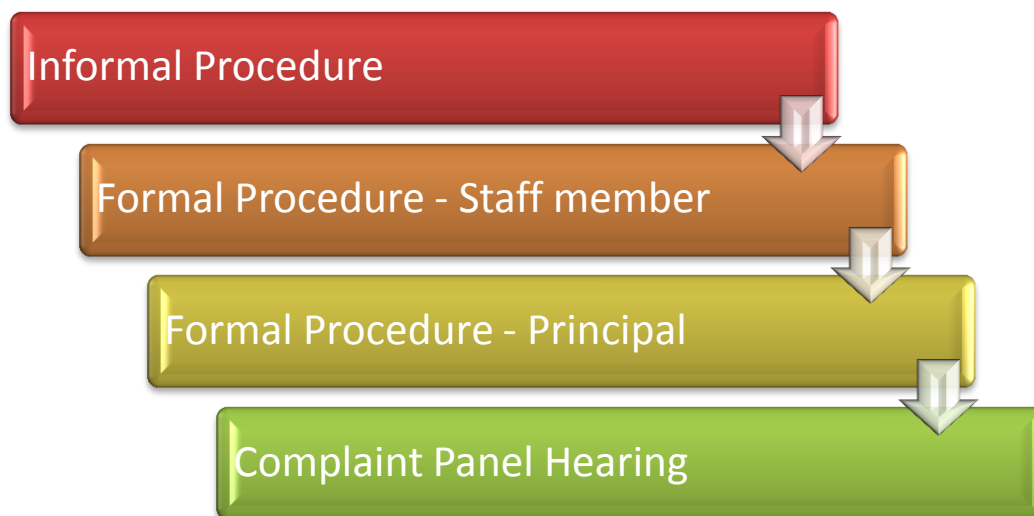 Informal Procedure
Formal Procedure - Staff member
Formal Procedure - Principal
Complaint Panel Hearing